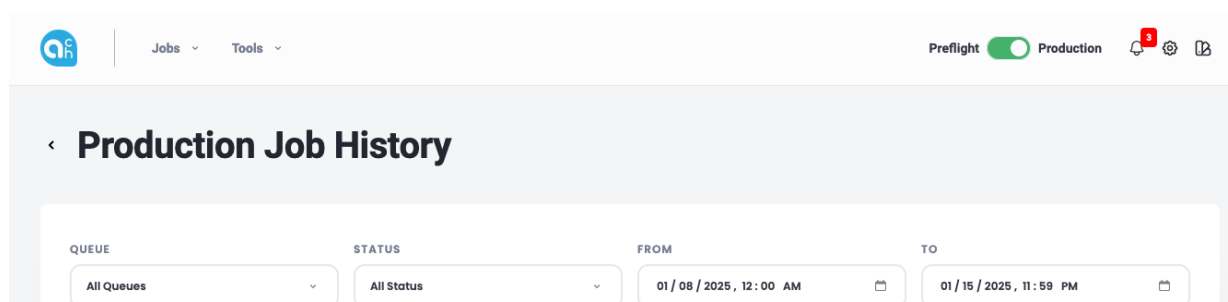 ach
Jobs Tools Preflight Production 3
Production Job History
QUEUE STATUS FROM TO
All Queues All Status 01 / 08 / 2025 , 12 : 00 AM 01 / 15 / 2025 , 11 : 59 PM